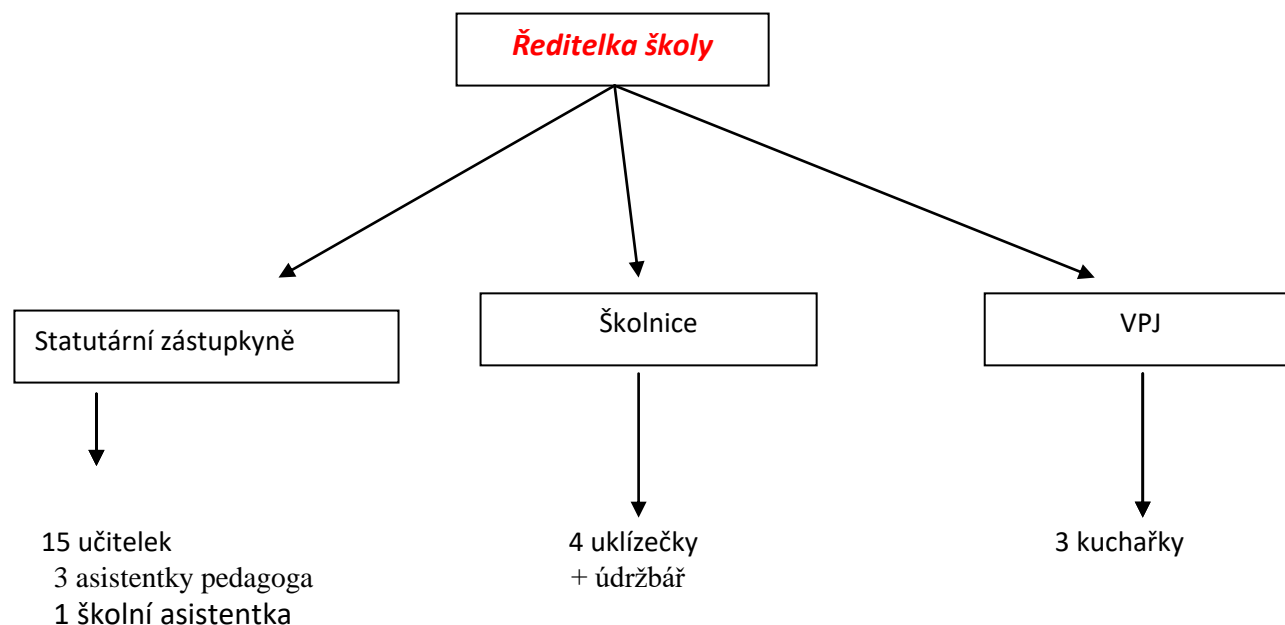 Ředitelka školy
Statutární zástupkyně
Školnice
VPJ
15 učitelek
3 asistentky pedagoga
1 školní asistentka
4 uklízečky
+ údržbář
3 kuchařky